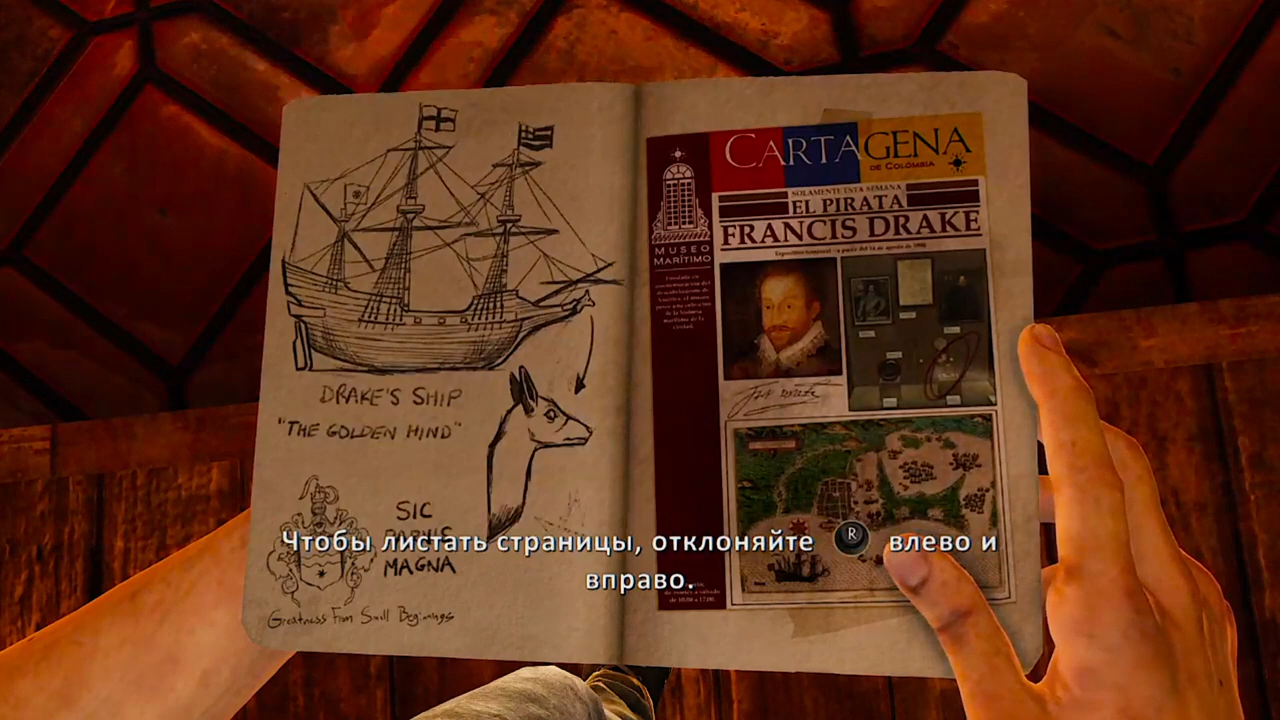 DRAKE'S SHIP
"THE GOLDEN HIND"
SIC
PARVIS
MAGNA
Greatness From Small Beginnings
CARTAGENA
DE COLOMBIA
SOLAMENTE ESTA SEMANA
EL PIRATA
FRANCIS DRAKE
MUSEO
MARÍTIMO
Чтобы листать страницы, отклоняйте R влево и
вправо.